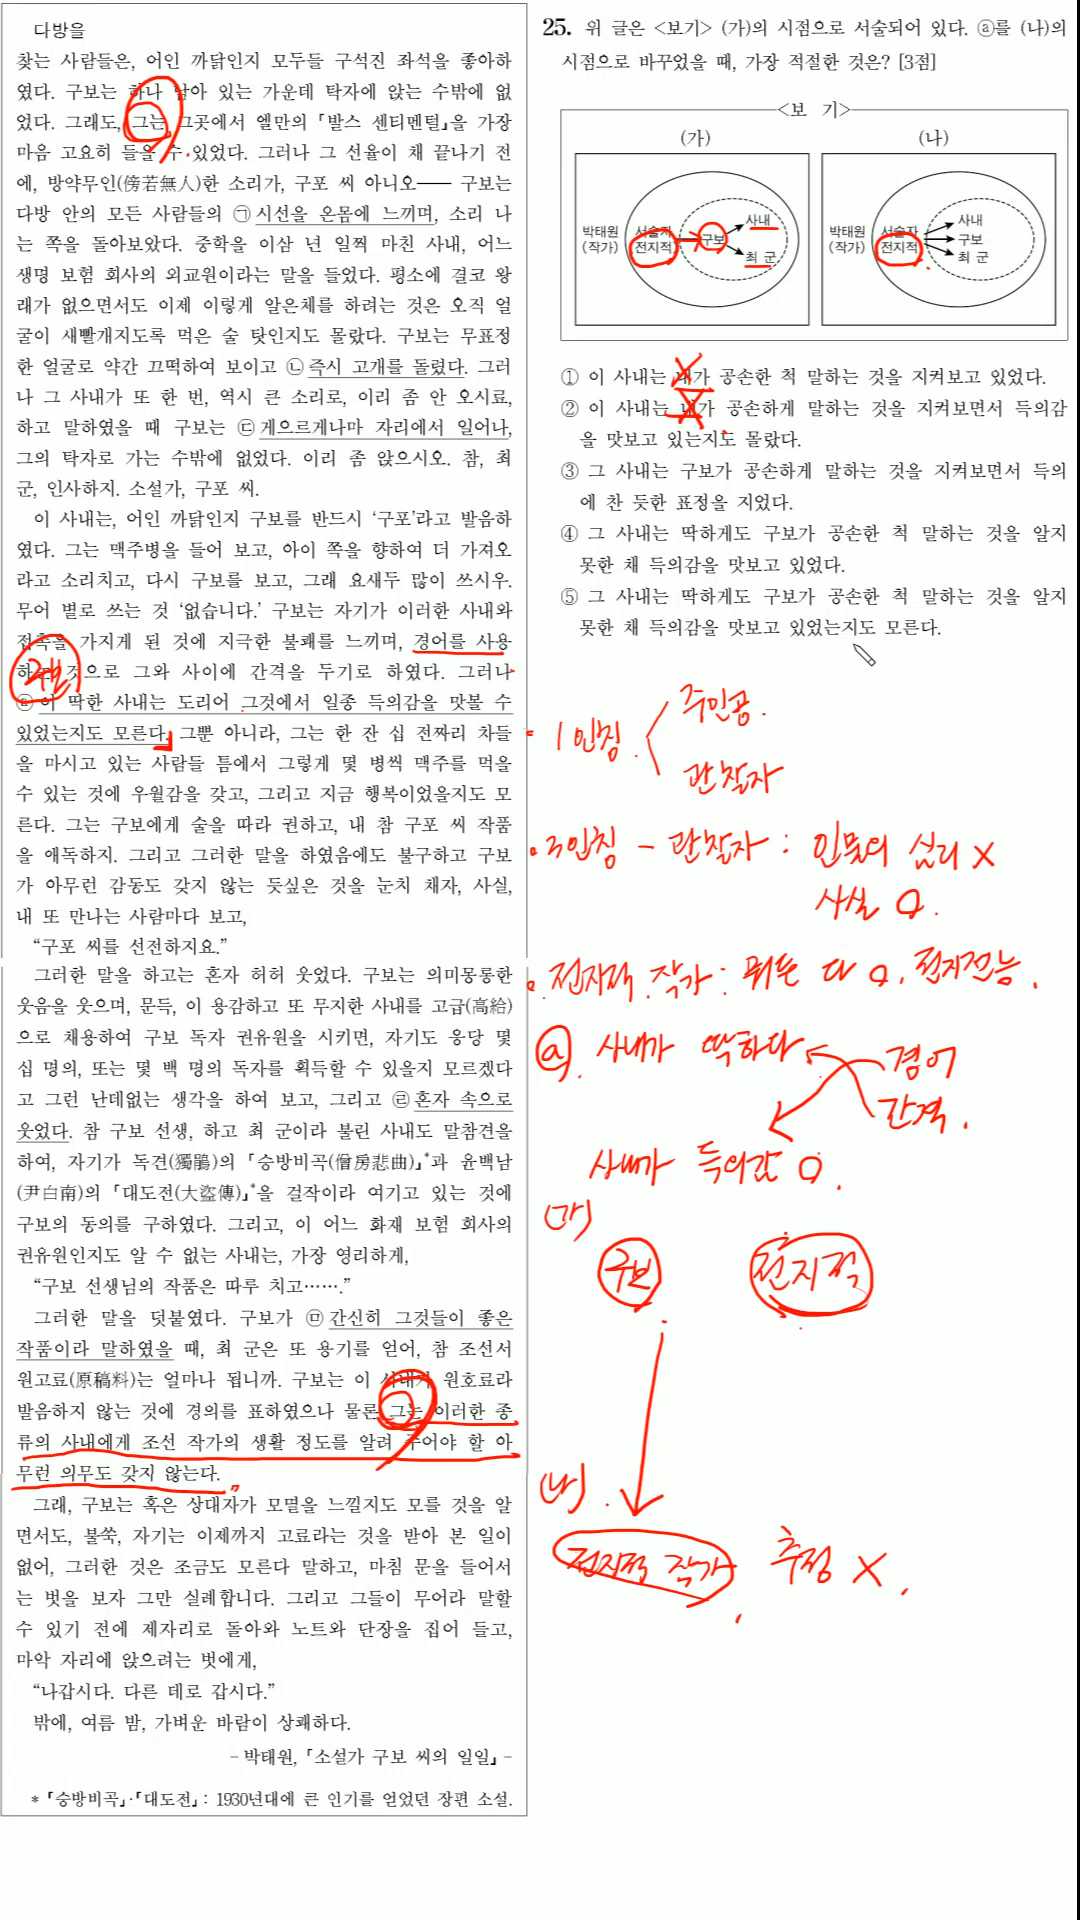 다방을
찾는 사람들은, 어인 까닭인지 모두들 구석진 좌석을 좋아하
였다. 구보는 하나 남아 있는 가운데 탁자에 앉는 수밖에 없
었다. 그래도, 그는 그곳에서 엘만의 「발스 센티멘털」을 가장
마음 고요히 들을 수 있었다. 그러나 그 선율이 채 끝나기 전
에, 방약무인(傍若無人)한 소리가, 구포 씨 아니오── 구보는
다방 안의 모든 사람들의 ㉠ 시선을 온몸에 느끼며, 소리 나
는 쪽을 돌아보았다. 중학을 이삼 년 일찍 마친 사내, 어느
생명 보험 회사의 외교원이라는 말을 들었다. 평소에 결코 왕
래가 없으면서도 이제 이렇게 알은체를 하려는 것은 오직 얼
굴이 새빨개지도록 먹은 술 탓인지도 몰랐다. 구보는 무표정
한 얼굴로 약간 끄떡하여 보이고 ㉡ 즉시 고개를 돌렸다. 그러
나 그 사내가 또 한 번, 역시 큰 소리로, 이리 좀 안 오시료,
하고 말하였을 때 구보는 ㉢ 게으르게나마 자리에서 일어나,
그의 탁자로 가는 수밖에 없었다. 이리 좀 앉으시오. 참, 최
군, 인사하지. 소설가, 구포 씨.
이 사내는, 어인 까닭인지 구보를 반드시 ‘구포’라고 발음하
였다. 그는 맥주병을 들어 보고, 아이 쪽을 향하여 더 가져오
라고 소리치고, 다시 구보를 보고, 그래 요새두 많이 쓰시우.
무어 별로 쓰는 것 ‘없습니다.’ 구보는 자기가 이러한 사내와
접촉을 가지게 된 것에 지극한 불쾌를 느끼며, 경어를 사용
하는 것으로 그와 사이에 간격을 두기로 하였다. 그러나
구보
ⓐ 이 딱한 사내는 도리어 그것에서 일종 득의감을 맛볼 수
있었는지도 모른다. 그뿐 아니라, 그는 한 잔 십 전짜리 차들
을 마시고 있는 사람들 틈에서 그렇게 몇 병씩 맥주를 먹을
수 있는 것에 우월감을 갖고, 그리고 지금 행복이었을지도 모
른다. 그는 구보에게 술을 따라 권하고, 내 참 구포 씨 작품
을 애독하지. 그리고 그러한 말을 하였음에도 불구하고 구보
가 아무런 감동도 갖지 않는 듯싶은 것을 눈치 채자, 사실,
내 또 만나는 사람마다 보고,
“구포 씨를 선전하지요.”
그러한 말을 하고는 혼자 허허 웃었다. 구보는 의미몽롱한
웃음을 웃으며, 문득, 이 용감하고 또 무지한 사내를 고급(高給)
으로 채용하여 구보 독자 권유원을 시키면, 자기도 응당 몇
십 명의, 또는 몇 백 명의 독자를 획득할 수 있을지 모르겠다
고 그런 난데없는 생각을 하여 보고, 그리고 ㉣ 혼자 속으로
웃었다. 참 구보 선생, 하고 최 군이라 불린 사내도 말참견을
하여, 자기가 독견(獨鵑)의 「승방비곡(僧房悲曲)」*과 윤백남
(尹白南)의 「대도전(大盜傳)」*을 걸작이라 여기고 있는 것에
구보의 동의를 구하였다. 그리고, 이 어느 화재 보험 회사의
권유원인지도 알 수 없는 사내는, 가장 영리하게,
“구보 선생님의 작품은 따루 치고…….”
그러한 말을 덧붙였다. 구보가 ㉤ 간신히 그것들이 좋은
작품이라 말하였을 때, 최 군은 또 용기를 얻어, 참 조선서
원고료(原稿料)는 얼마나 됩니까. 구보는 이 사내가 원호료라
발음하지 않는 것에 경의를 표하였으나 물론 그는 이러한 종
류의 사내에게 조선 작가의 생활 정도를 알려 주어야 할 아
무런 의무도 갖지 않는다.
그래, 구보는 혹은 상대자가 모멸을 느낄지도 모를 것을 알
면서도, 불쑥, 자기는 이제까지 고료라는 것을 받아 본 일이
없어, 그러한 것은 조금도 모른다 말하고, 마침 문을 들어서
는 벗을 보자 그만 실례합니다. 그리고 그들이 무어라 말할
수 있기 전에 제자리로 돌아와 노트와 단장을 집어 들고,
마악 자리에 앉으려는 벗에게,
“나갑시다. 다른 데로 갑시다.”
밖에, 여름 밤, 가벼운 바람이 상쾌하다.
- 박태원, 「소설가 구보 씨의 일일」 -
* 「승방비곡」·「대도전」 : 1930년대에 큰 인기를 얻었던 장편 소설.
25. 위 글은 <보기> (가)의 시점으로 서술되어 있다. ⓐ를 (나)의
시점으로 바꾸었을 때, 가장 적절한 것은? [3점]
<보 기>
(가) (나)
박태원
(작가)
서술자
전지적
구보
사내
최 군
박태원
(작가)
서술자
전지적
사내
구보
최 군
① 이 사내는 내가 공손한 척 말하는 것을 지켜보고 있었다.
② 이 사내는 내가 공손하게 말하는 것을 지켜보면서 득의감
을 맛보고 있는지도 몰랐다.
③ 그 사내는 구보가 공손하게 말하는 것을 지켜보면서 득의
에 찬 듯한 표정을 지었다.
④ 그 사내는 딱하게도 구보가 공손한 척 말하는 것을 알지
못한 채 득의감을 맛보고 있었다.
⑤ 그 사내는 딱하게도 구보가 공손한 척 말하는 것을 알지
못한 채 득의감을 맛보고 있었는지도 모른다.
주인공.
- 1인칭
관찰자
3인칭 - 관찰자 : 인물의 심리 X
사실 O.
전지적 작가 : 뭐든 다 O. 전지전능.
ⓐ 사내가 딱하다 경어
간격.
사내가 득의감 O.
(가)
구보 전지적
(나).
전지적 작가 추정 X.